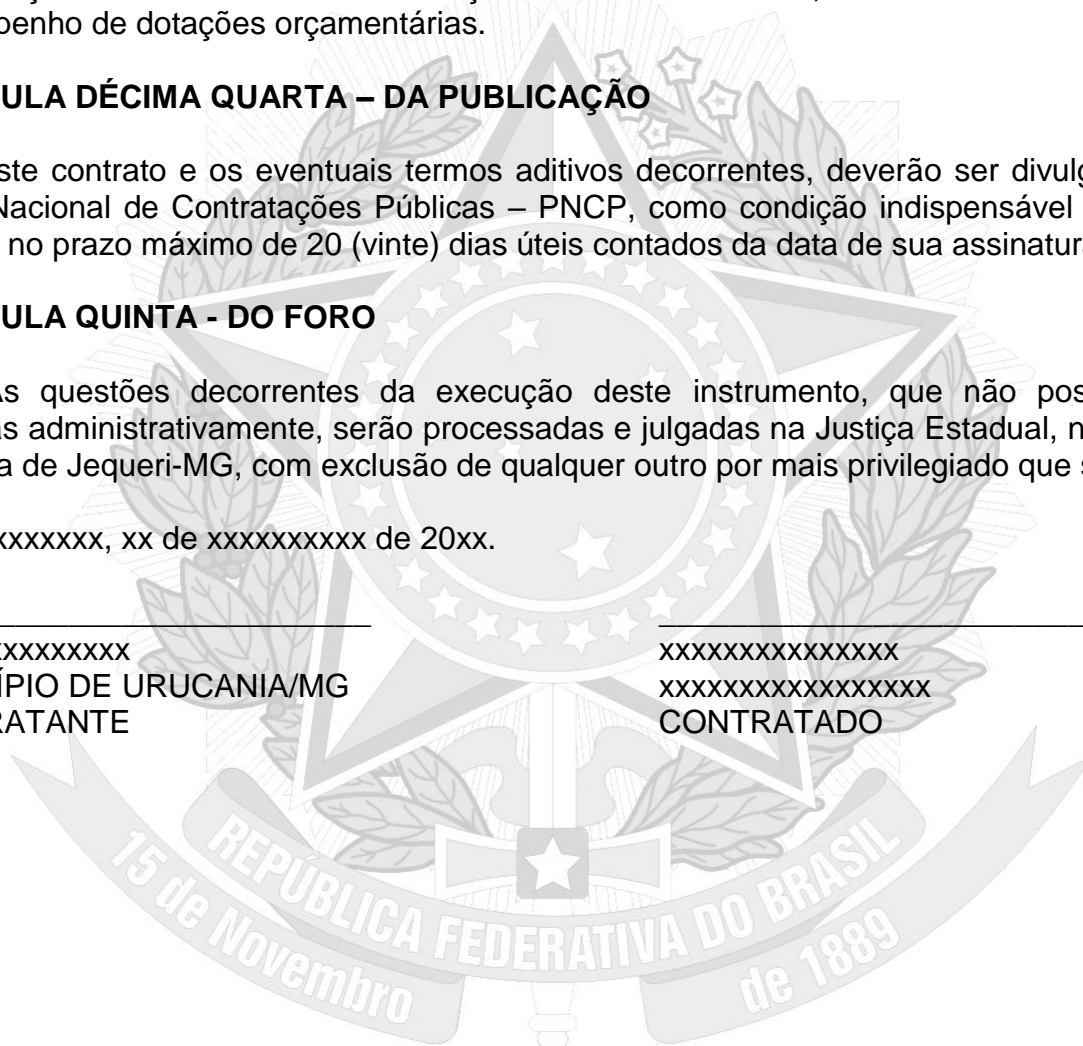 penho de dotações orçamentárias.
ULA DÉCIMA QUARTA – DA PUBLICAÇÃO
ste contrato e os eventuais termos aditivos decorrentes, deverão ser divulg
Nacional de Contratações Públicas – PNCP, como condição indispensável
no prazo máximo de 20 (vinte) dias úteis contados da data de sua assinatura
ULA QUINTA - DO FORO
As questões decorrentes da execução deste instrumento, que não pos
as administrativamente, serão processadas e julgadas na Justiça Estadual, n
a de Jequeri-MG, com exclusão de qualquer outro por mais privilegiado que s
xxxxxxx, xx de xxxxxxxxxx de 20xx.
xxxxxxxxx xxxxxxxxxxxxxxx
ÍPIO DE URUCANIA/MG xxxxxxxxxxxxxxxxx
RATANTE CONTRATADO
REPÚBLICA FEDERATIVA DO BRASIL
15 de Novembro de 1889